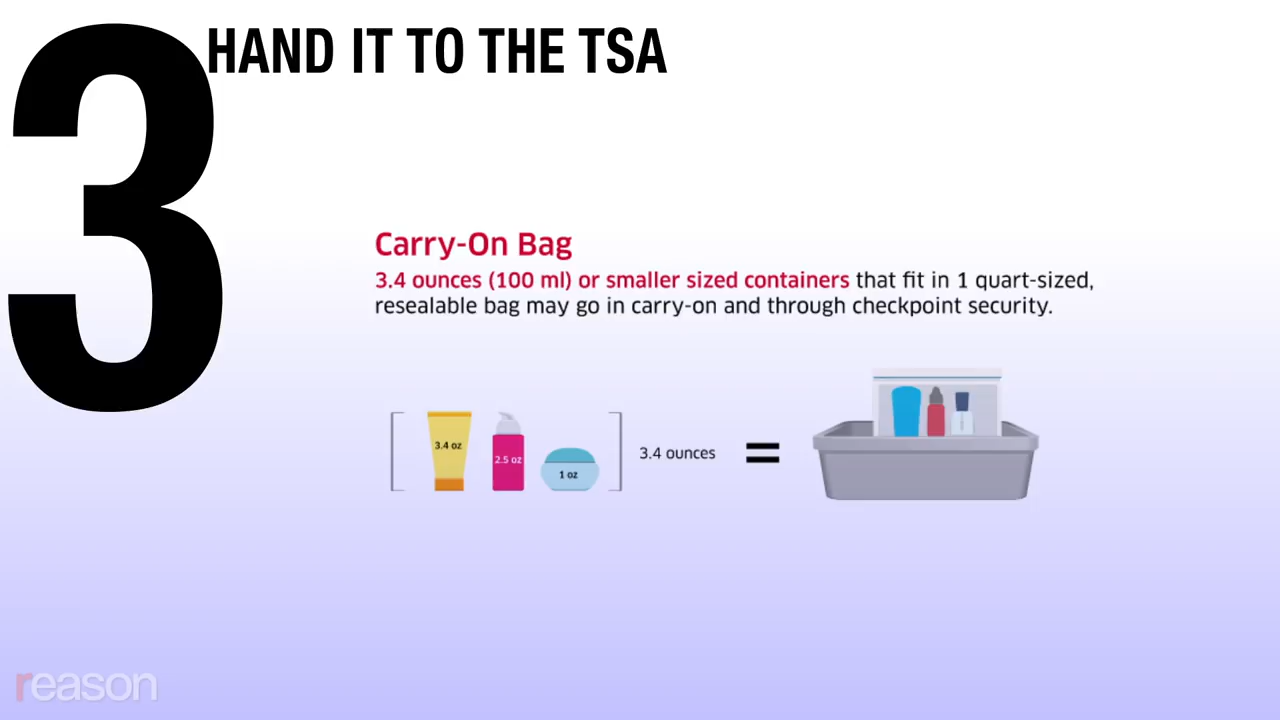 3
HAND IT TO THE TSA
Carry-On Bag
3.4 ounces (100 ml) or smaller sized containers that fit in 1 quart-sized,
resealable bag may go in carry-on and through checkpoint security.
3.4 oz
2.5 oz
1 oz
3.4 ounces
=
reason